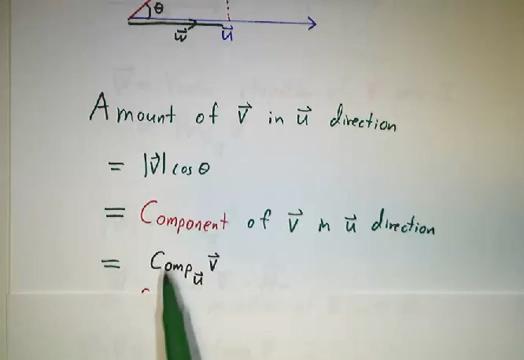 θ
w⃗ u⃗
Amount of v⃗ in u⃗ direction
= |v⃗| cos θ
= Component of v⃗ in u⃗ direction
= Comp_u⃗ v⃗